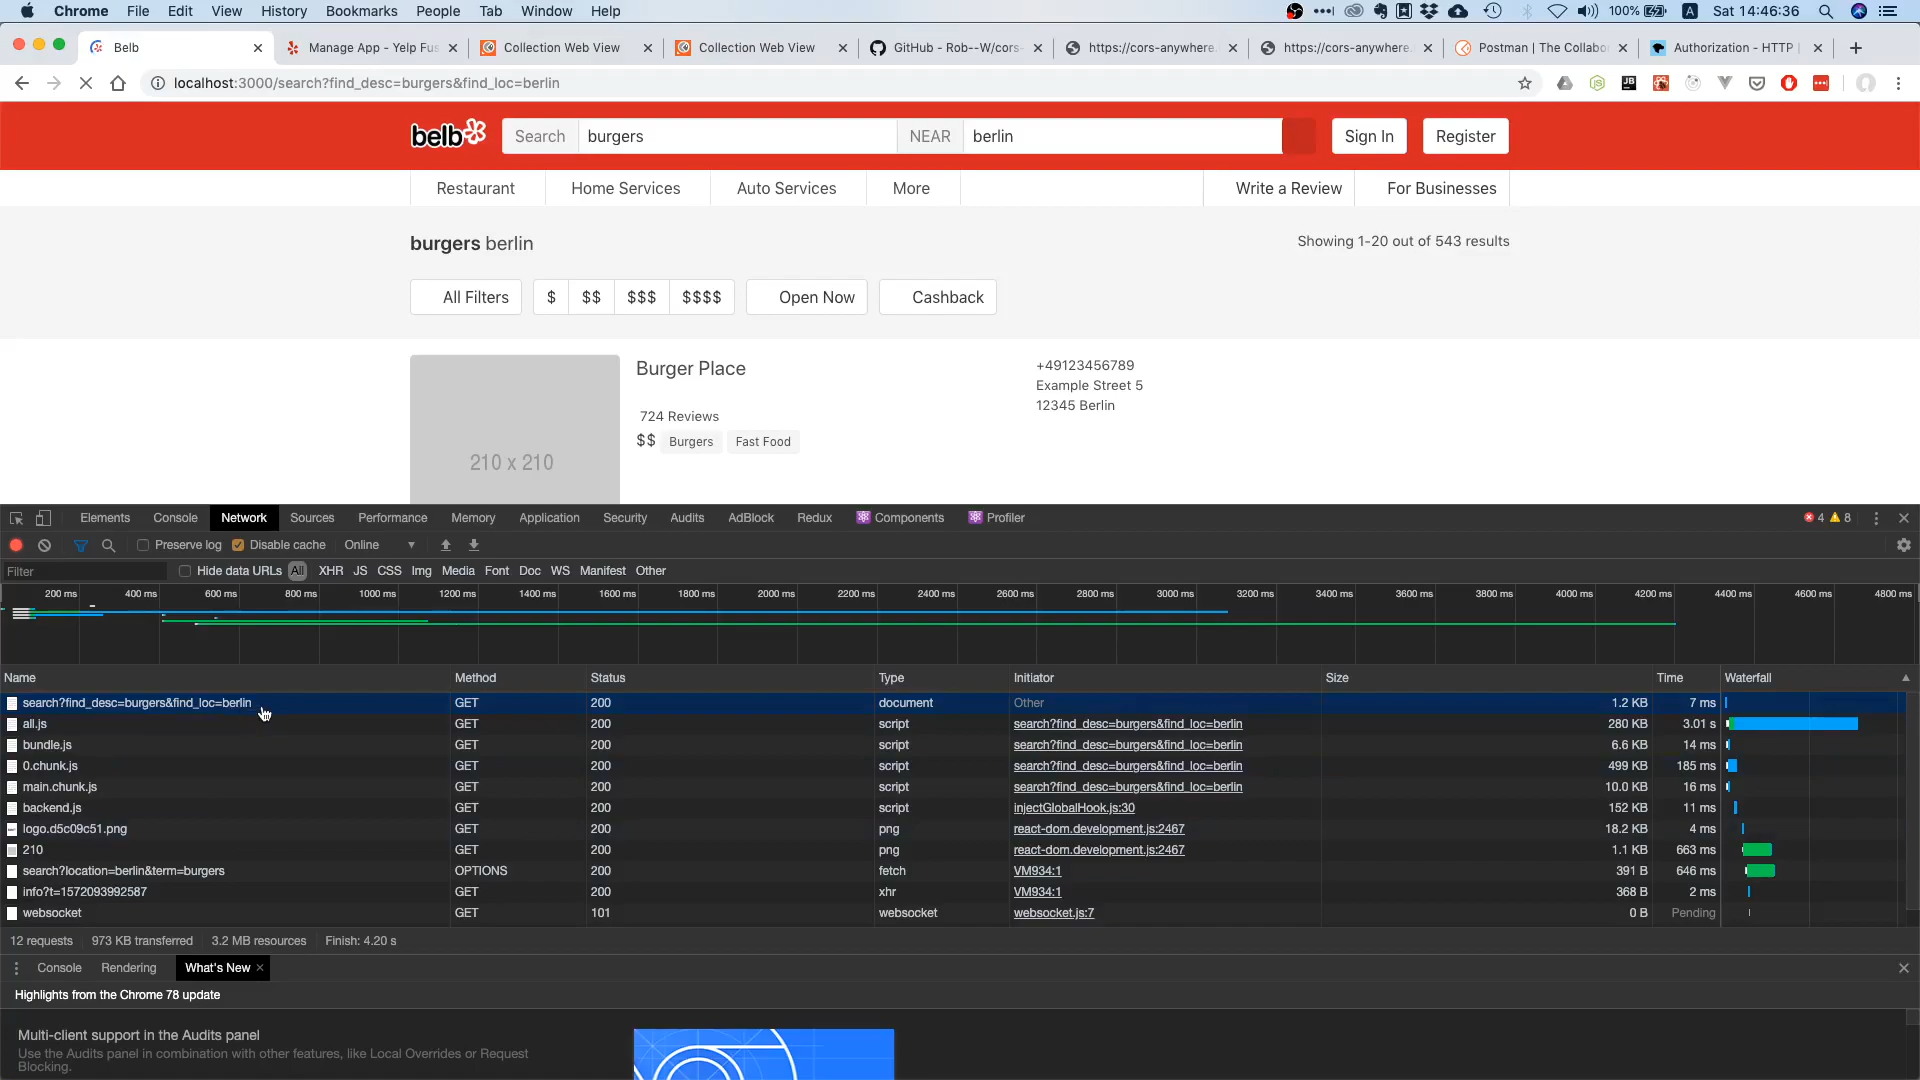 Chrome File Edit View History Bookmarks People Tab Window Help 100% A Sat 14:46:36
Belb Manage App - Yelp Fus Collection Web View Collection Web View GitHub - Rob--W/cors- https://cors-anywhere. https://cors-anywhere. Postman | The Collabo Authorization - HTTP |
localhost:3000/search?find_desc=burgers&find_loc=berlin
belb Search burgers NEAR berlin Sign In Register
Restaurant Home Services Auto Services More Write a Review For Businesses
burgers berlin Showing 1-20 out of 543 results
All Filters $ $$ $$$ $$$$ Open Now Cashback
Burger Place
+49123456789
Example Street 5
12345 Berlin
724 Reviews
$$ Burgers Fast Food
210 x 210
Elements Console Network Sources Performance Memory Application Security Audits AdBlock Redux Components Profiler 4 8
Preserve log Disable cache Online
Filter Hide data URLs All XHR JS CSS Img Media Font Doc WS Manifest Other
200 ms 400 ms 600 ms 800 ms 1000 ms 1200 ms 1400 ms 1600 ms 1800 ms 2000 ms 2200 ms 2400 ms 2600 ms 2800 ms 3000 ms 3200 ms 3400 ms 3600 ms 3800 ms 4000 ms 4200 ms 4400 ms 4600 ms 4800 ms
Name Method Status Type Initiator Size Time Waterfall
search?find_desc=burgers&find_loc=berlin GET 200 document Other 1.2 KB 7 ms
all.js GET 200 script search?find_desc=burgers&find_loc=berlin 280 KB 3.01 s
bundle.js GET 200 script search?find_desc=burgers&find_loc=berlin 6.6 KB 14 ms
0.chunk.js GET 200 script search?find_desc=burgers&find_loc=berlin 499 KB 185 ms
main.chunk.js GET 200 script search?find_desc=burgers&find_loc=berlin 10.0 KB 16 ms
backend.js GET 200 script injectGlobalHook.js:30 152 KB 11 ms
logo.d5c09c51.png GET 200 png react-dom.development.js:2467 18.2 KB 4 ms
210 GET 200 png react-dom.development.js:2467 1.1 KB 663 ms
search?location=berlin&term=burgers OPTIONS 200 fetch VM934:1 391 B 646 ms
info?t=1572093992587 GET 200 xhr VM934:1 368 B 2 ms
websocket GET 101 websocket websocket.js:7 0 B Pending
12 requests 973 KB transferred 3.2 MB resources Finish: 4.20 s
Console Rendering What's New
Highlights from the Chrome 78 update
Multi-client support in the Audits panel
Use the Audits panel in combination with other features, like Local Overrides or Request
Blocking.